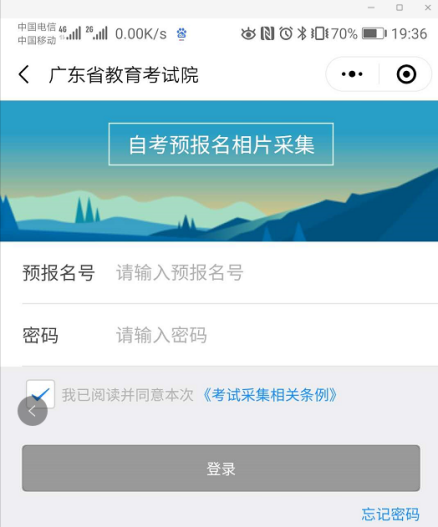 中国电信 4G 2G 0.00K/s 70% 19:36
中国移动
广东省教育考试院
自考预报名相片采集
预报名号 请输入预报名号
密码 请输入密码
我已阅读并同意本次《考试采集相关条例》
登录
忘记密码